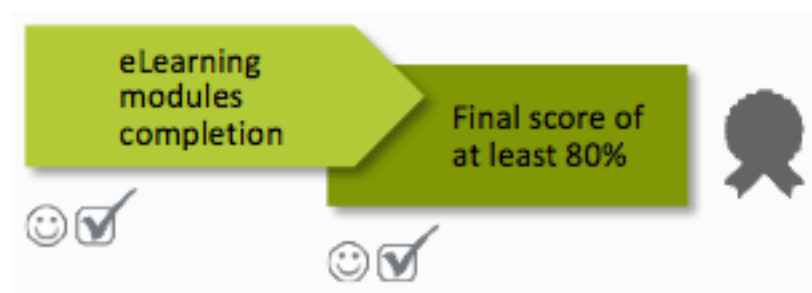 eLearning
modules
completion
Final score of
at least 80%